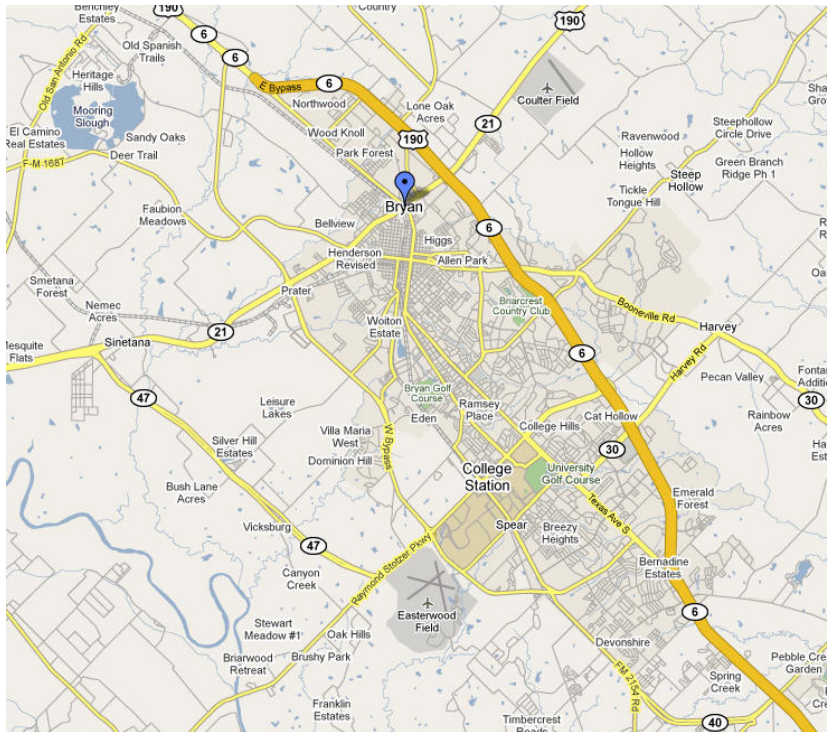 Benchley
Estates
190
6
Country
190
Old Spanish
Trails
6
Old San Antonio Rd
E Bypass
6
Coulter Field
Heritage
Hills
Northwood
Lone Oak
Acres
Mooring
Slough
21
Steephollow
Circle Drive
El Camino
Real Estates
Sandy Oaks
Wood Knoll
190
Ravenwood
Deer Trail
Park Forest
Hollow
Heights
Green Branch
Ridge Ph 1
F-M 1687
Steep
Hollow
Tickle
Tongue Hill
Bryan
Faubion
Meadows
Bellview
6
Higgs
Henderson
Revised
Allen Park
Smetana
Forest
Prater
Briarcrest
Country Club
Booneville Rd
Nemec
Acres
Woiton
Estate
Harvey
21
Sinetana
Mesquite
Flats
6
Harvey Rd
Pecan Valley
47
Bryan Golf
Course
Leisure
Lakes
Ramsey
Place
30
Eden
Cat Hollow
Rainbow
Acres
College Hills
Villa Maria
West
W Bypass
Silver Hill
Estates
30
Dominion Hill
College
Station
University
Golf Course
Bush Lane
Acres
Emerald
Forest
Texas Ave S
Vicksburg
Spear
Breezy
Heights
47
Raymond Stotzer Pkwy
Bernadine
Estates
Canyon
Creek
Easterwood
Field
6
Stewart
Meadow #1
Oak Hills
Devonshire
Briarwood
Retreat
Brushy Park
FM 2154 Rd
Pebble Cre
Garden
Spring
Creek
Franklin
Estates
Timbercrest
Roads
40